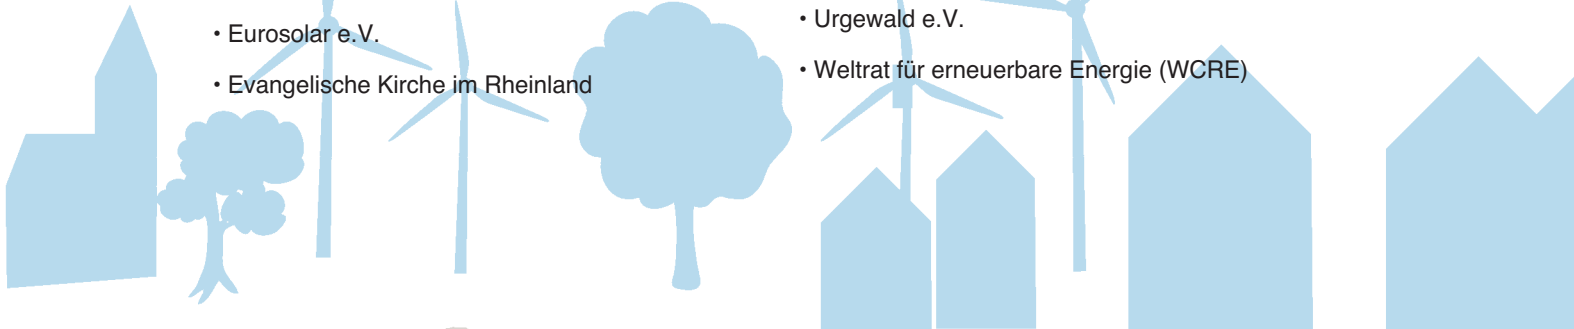 • Eurosolar e.V.
• Evangelische Kirche im Rheinland
• Urgewald e.V.
• Weltrat für erneuerbare Energie (WCRE)